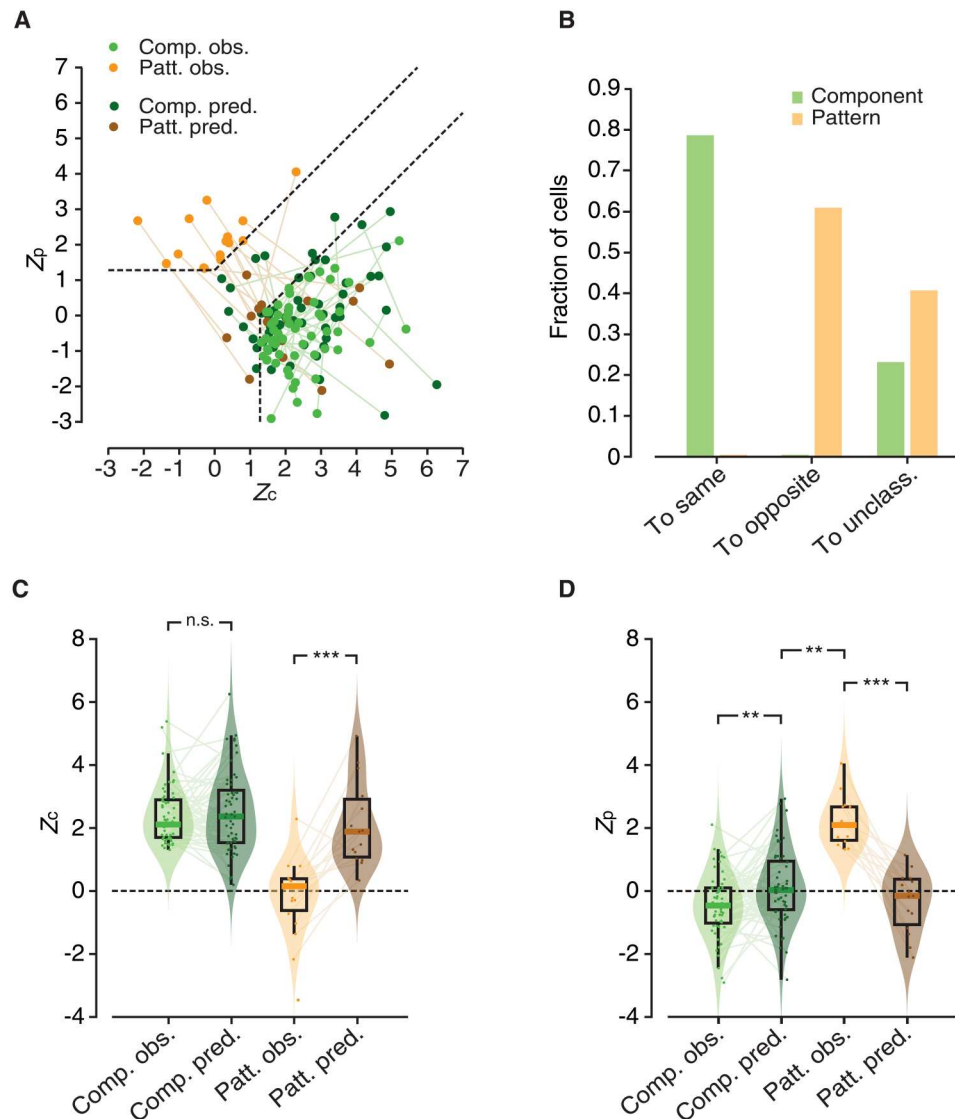 A
Comp. obs.
Patt. obs.
Comp. pred.
Patt. pred.
7
6
5
4
3
2
1
0
-1
-2
-3
Zp
-3 -2 -1 0 1 2 3 4 5 6 7
Zc
B
Component
Pattern
0.9
0.8
0.7
0.6
0.5
0.4
0.3
0.2
0.1
0
Fraction of cells
To same
To opposite
To unclass.
C
n.s.
***
8
6
4
2
0
-2
-4
Zc
Comp. obs.
Comp. pred.
Patt. obs.
Patt. pred.
D
**
**
***
8
6
4
2
0
-2
-4
Zp
Comp. obs.
Comp. pred.
Patt. obs.
Patt. pred.